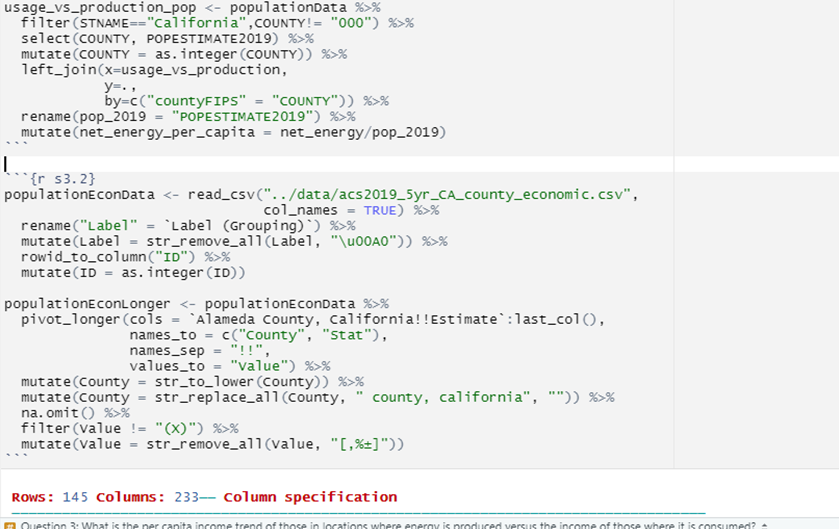 usage_vs_production_pop <- populationData %>%
  filter(STNAME=="California",COUNTY!= "000") %>%
  select(COUNTY, POPESTIMATE2019) %>%
  mutate(COUNTY = as.integer(COUNTY)) %>%
  left_join(x=usage_vs_production,
            y=.,
            by=c("countyFIPS" = "COUNTY")) %>%
  rename(pop_2019 = "POPESTIMATE2019") %>%
  mutate(net_energy_per_capita = net_energy/pop_2019)
```
```{r s3.2}
populationEconData <- read_csv("../data/acs2019_5yr_CA_county_economic.csv",
                               col_names = TRUE) %>%
  rename("Label" = `Label (Grouping)`) %>%
  mutate(Label = str_remove_all(Label, "\u00A0")) %>%
  rowid_to_column("ID") %>%
  mutate(ID = as.integer(ID))
populationEconLonger <- populationEconData %>%
  pivot_longer(cols = `Alameda County, California!!Estimate`:last_col(),
               names_to = c("County", "Stat"),
               names_sep = "!!",
               values_to = "Value") %>%
  mutate(County = str_to_lower(County)) %>%
  mutate(County = str_replace_all(County, " county, california", "")) %>%
  na.omit() %>%
  filter(Value != "(X)") %>%
  mutate(Value = str_remove_all(Value, "[,%±]"))
```
Rows: 145 Columns: 233── Column specification
Question 3: What is the per capita income trend of those in locations where energy is produced versus the income of those where it is consumed?